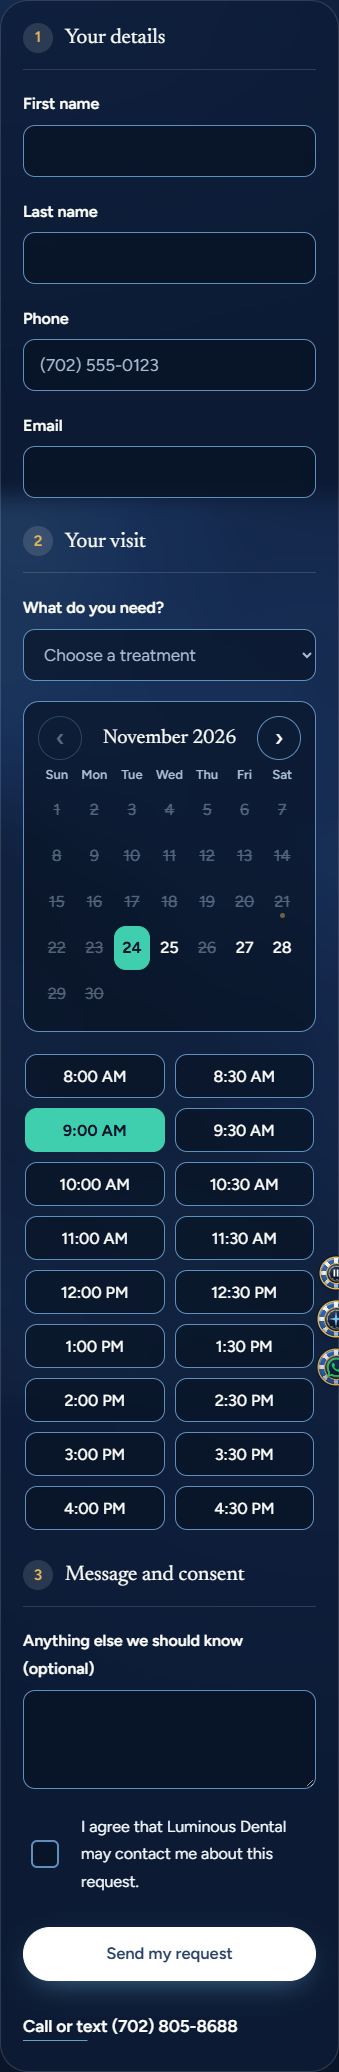 1 Your details
First name
Last name
Phone
(702) 555-0123
Email
2 Your visit
What do you need?
Choose a treatment
‹ November 2026 ›
Sun Mon Tue Wed Thu Fri Sat
1 2 3 4 5 6 7
8 9 10 11 12 13 14
15 16 17 18 19 20 21
22 23 24 25 26 27 28
29 30
8:00 AM 8:30 AM
9:00 AM 9:30 AM
10:00 AM 10:30 AM
11:00 AM 11:30 AM
12:00 PM 12:30 PM
1:00 PM 1:30 PM
2:00 PM 2:30 PM
3:00 PM 3:30 PM
4:00 PM 4:30 PM
3 Message and consent
Anything else we should know
(optional)
I agree that Luminous Dental
may contact me about this
request.
Send my request
Call or text (702) 805-8688